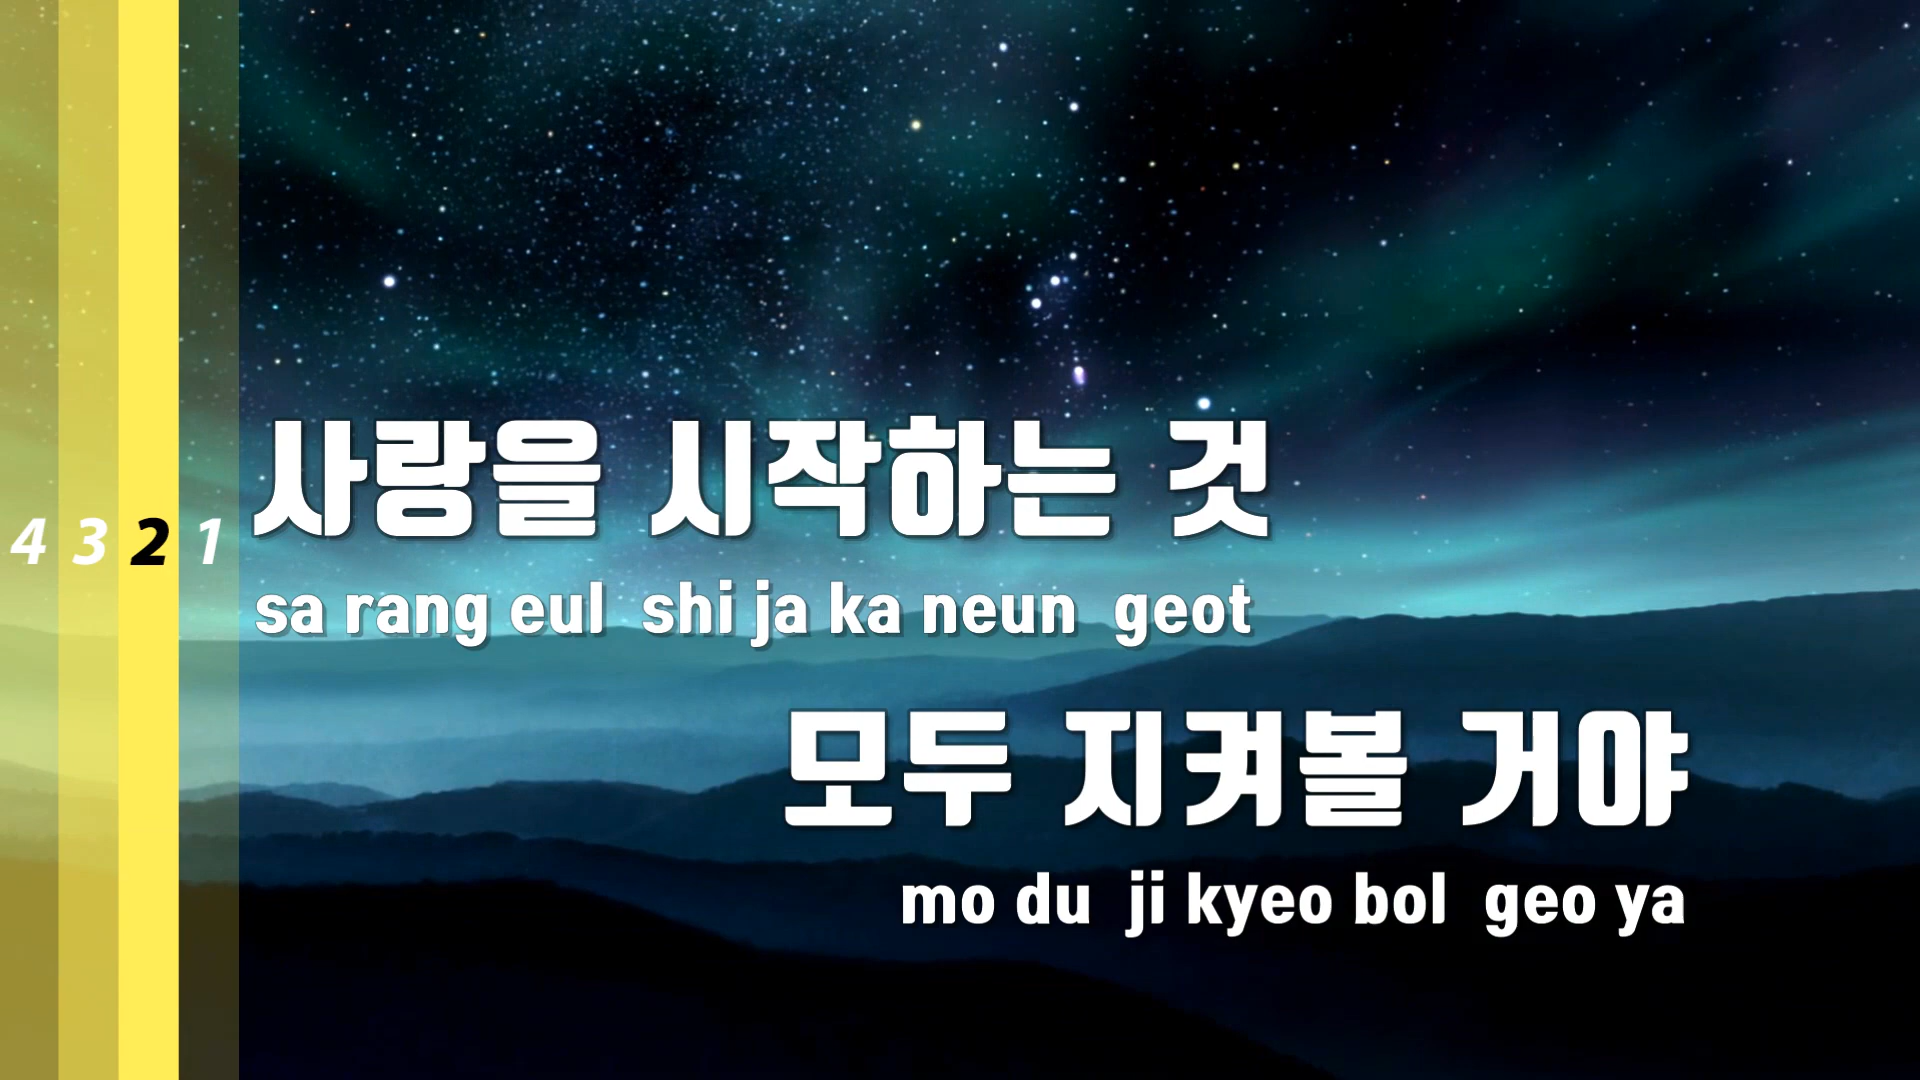 사랑을 시작하는 것
4 3 2 1
sa rang eul shi ja ka neun geot
모두 지켜볼 거야
mo du ji kyeo bol geo ya